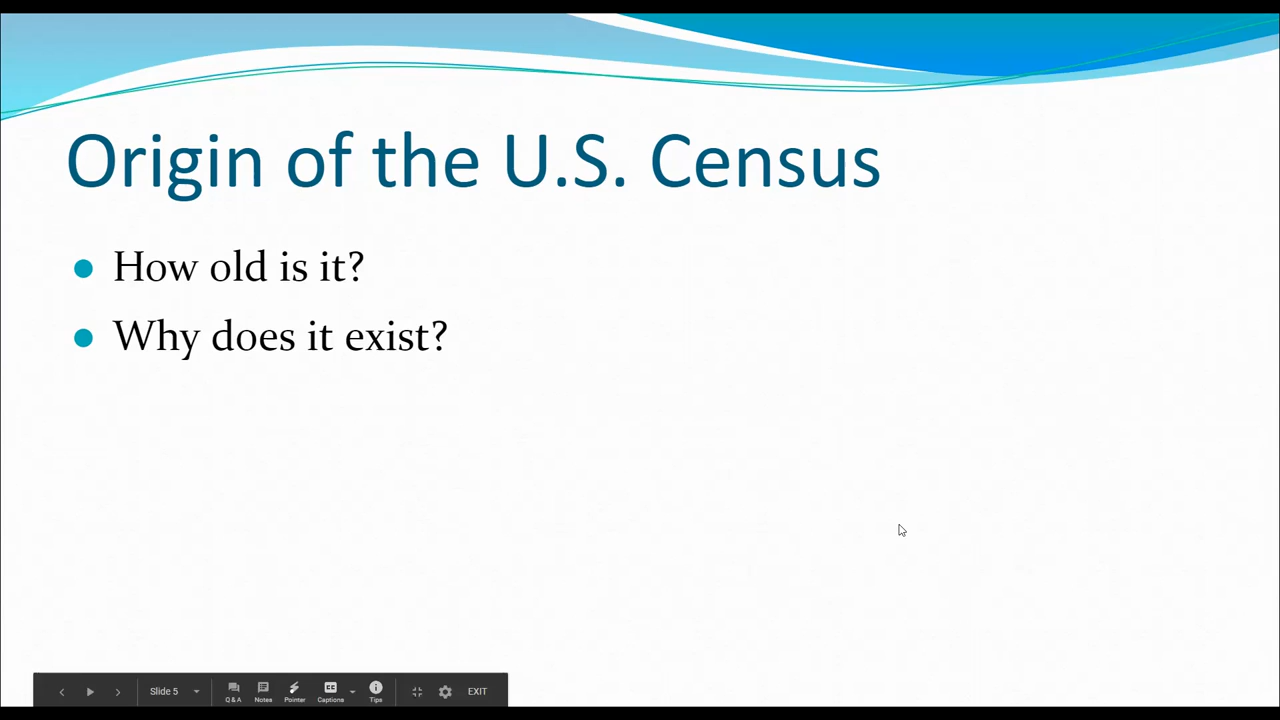 Origin of the U.S. Census
How old is it?
Why does it exist?
Slide 5
Q & A
Notes
Pointer
CC
Captions
Tips
EXIT